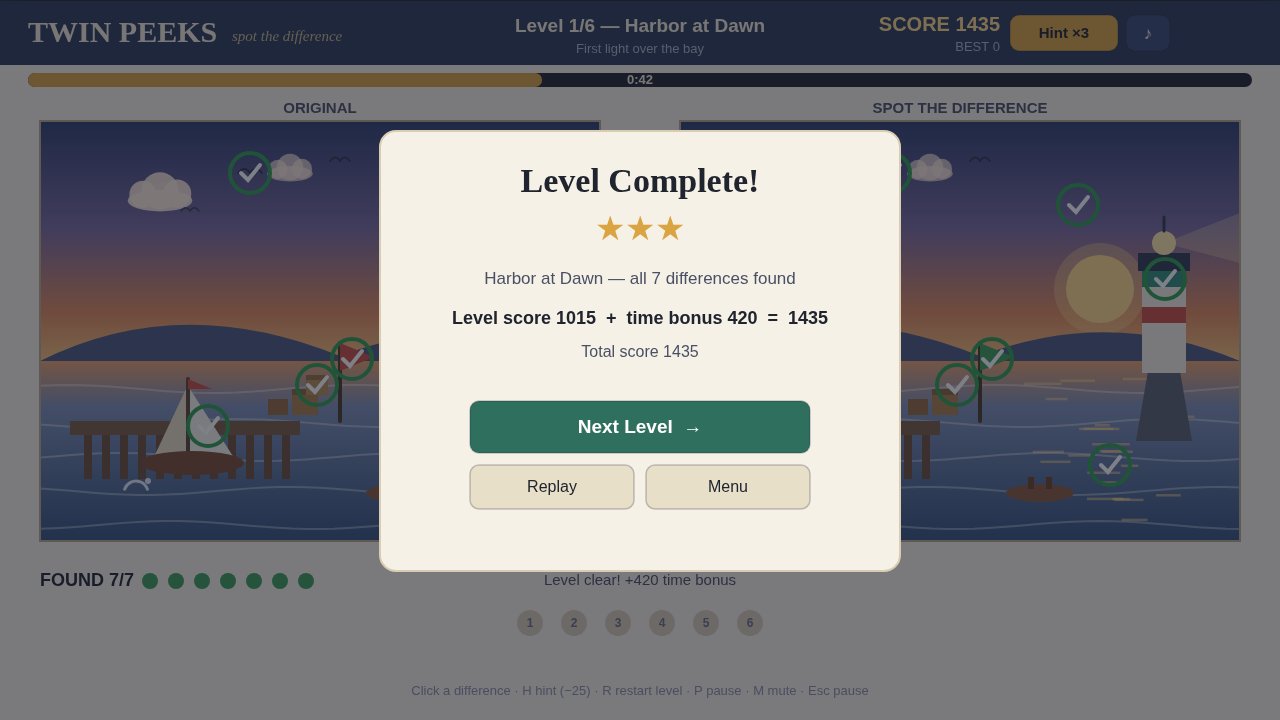 TWIN PEEKS spot the difference
Level 1/6 — Harbor at Dawn
First light over the bay
SCORE 1435
BEST 0
Hint ×3
♪
0:42
ORIGINAL
SPOT THE DIFFERENCE
Level Complete!
★★★
Harbor at Dawn — all 7 differences found
Level score 1015 + time bonus 420 = 1435
Total score 1435
Next Level →
Replay
Menu
FOUND 7/7
Level clear! +420 time bonus
1 2 3 4 5 6
Click a difference · H hint (−25) · R restart level · P pause · M mute · Esc pause